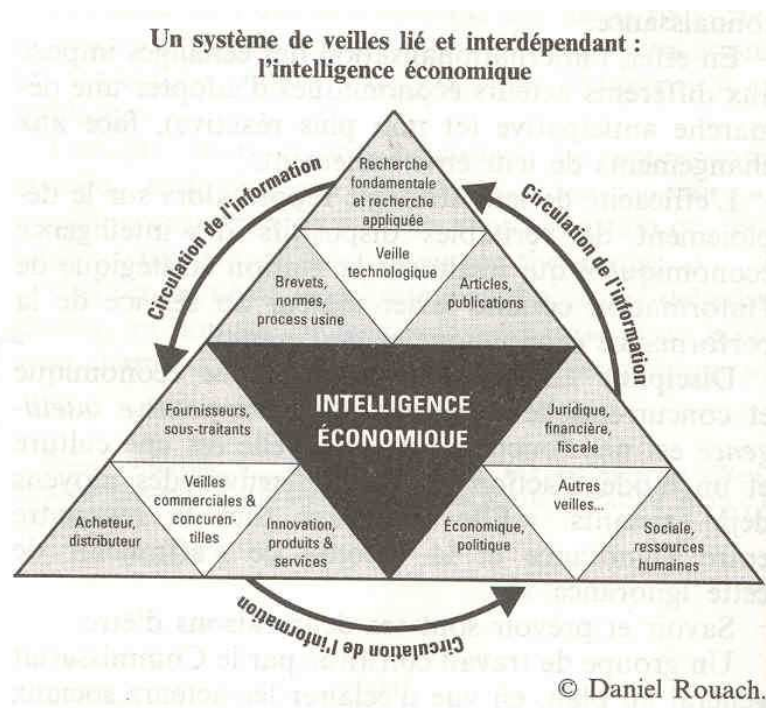 Un système de veilles lié et interdépendant :
l'intelligence économique
Recherche
fondamentale
et recherche
appliquée
Circulation de l'information
Circulation de l'information
Veille
technologique
Brevets,
normes,
process usine
Articles,
publications
INTELLIGENCE
ÉCONOMIQUE
Fournisseurs,
sous-traitants
Juridique,
financière,
fiscale
Veilles
commerciales &
concuren-
tilles
Autres
veilles...
Acheteur,
distributeur
Innovation,
produits &
services
Économique,
politique
Sociale,
ressources
humaines
Circulation de l'information
© Daniel Rouach.